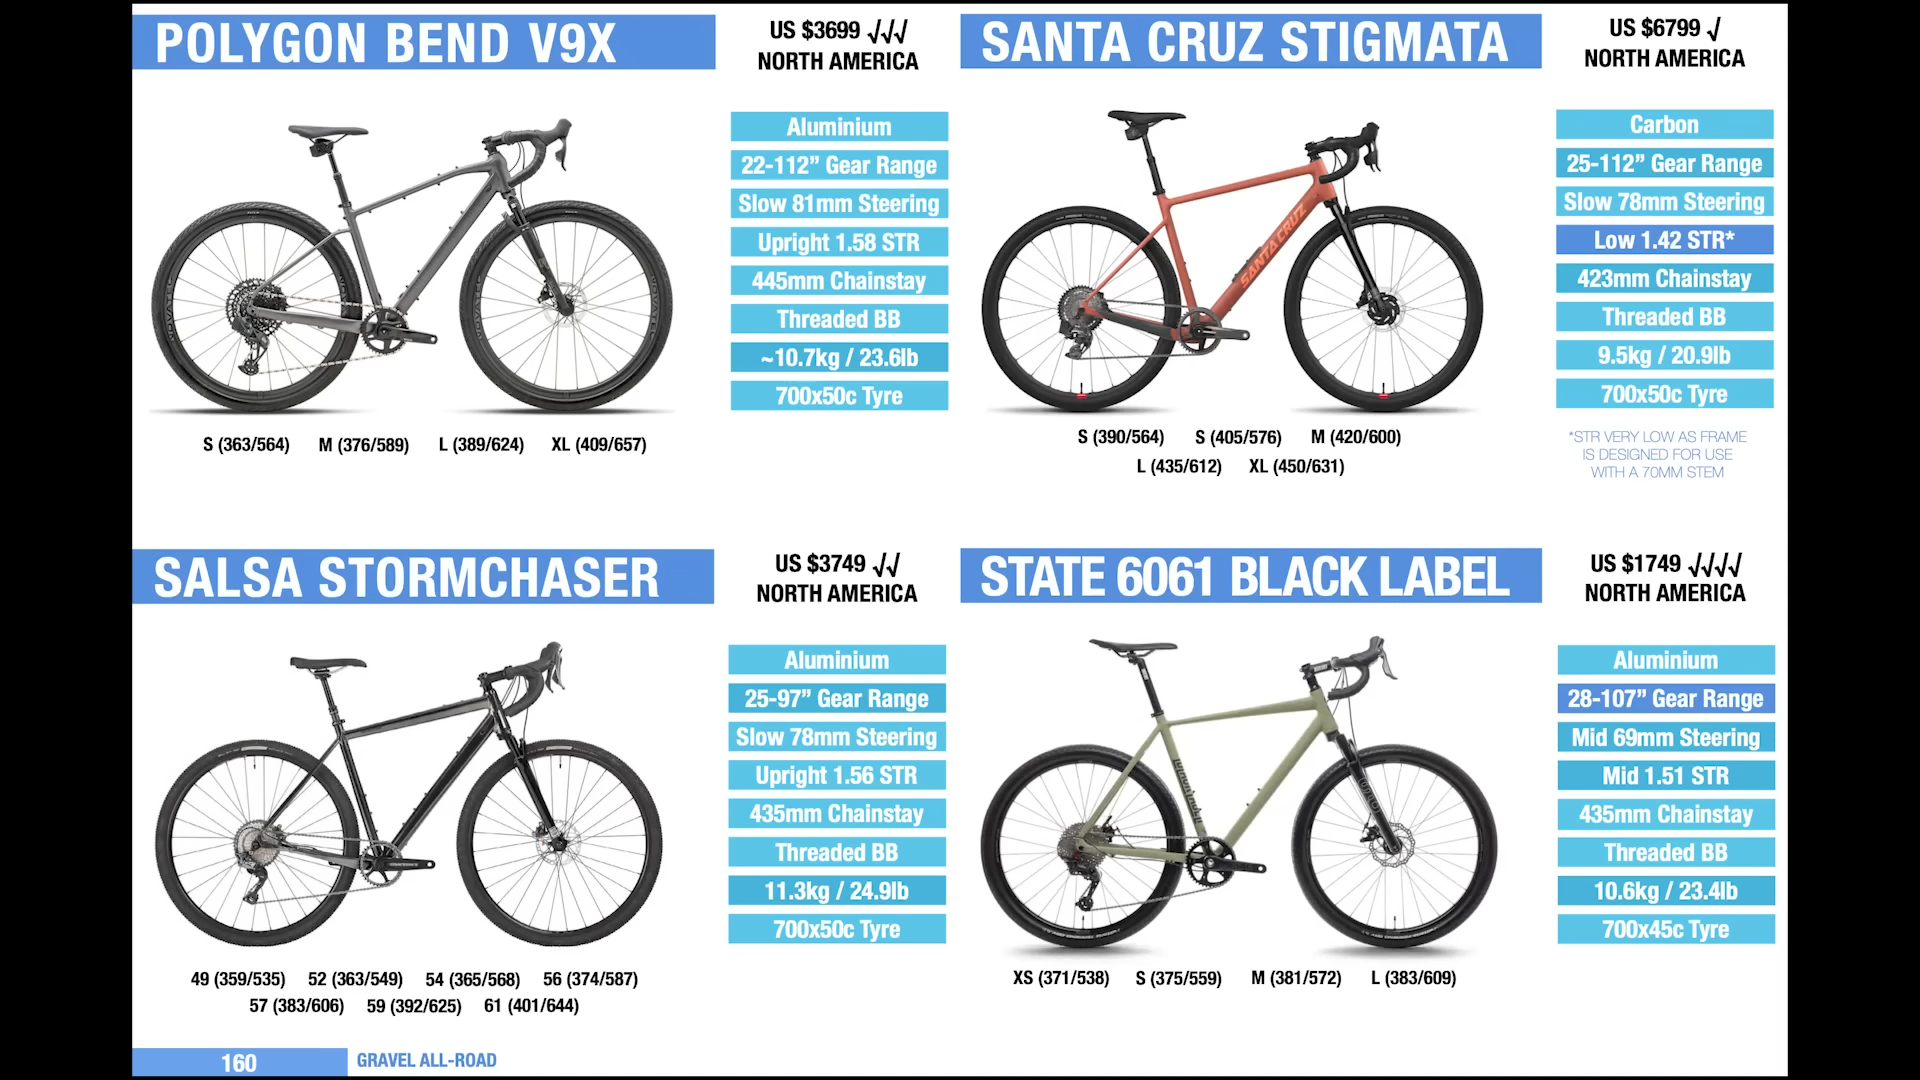 POLYGON BEND V9X
US $3699 √√√
NORTH AMERICA
Aluminium
22-112” Gear Range
Slow 81mm Steering
Upright 1.58 STR
445mm Chainstay
Threaded BB
~10.7kg / 23.6lb
700x50c Tyre
S (363/564) M (376/589) L (389/624) XL (409/657)
SANTA CRUZ STIGMATA
US $6799 √
NORTH AMERICA
SANTA CRUZ
Carbon
25-112” Gear Range
Slow 78mm Steering
Low 1.42 STR*
423mm Chainstay
Threaded BB
9.5kg / 20.9lb
700x50c Tyre
S (390/564) S (405/576) M (420/600)
L (435/612) XL (450/631)
*STR VERY LOW AS FRAME
IS DESIGNED FOR USE
WITH A 70MM STEM
SALSA STORMCHASER
US $3749 √√
NORTH AMERICA
Aluminium
25-97” Gear Range
Slow 78mm Steering
Upright 1.56 STR
435mm Chainstay
Threaded BB
11.3kg / 24.9lb
700x50c Tyre
49 (359/535) 52 (363/549) 54 (365/568) 56 (374/587)
57 (383/606) 59 (392/625) 61 (401/644)
STATE 6061 BLACK LABEL
US $1749 √√√√
NORTH AMERICA
Aluminium
28-107” Gear Range
Mid 69mm Steering
Mid 1.51 STR
435mm Chainstay
Threaded BB
10.6kg / 23.4lb
700x45c Tyre
XS (371/538) S (375/559) M (381/572) L (383/609)
160 GRAVEL ALL-ROAD